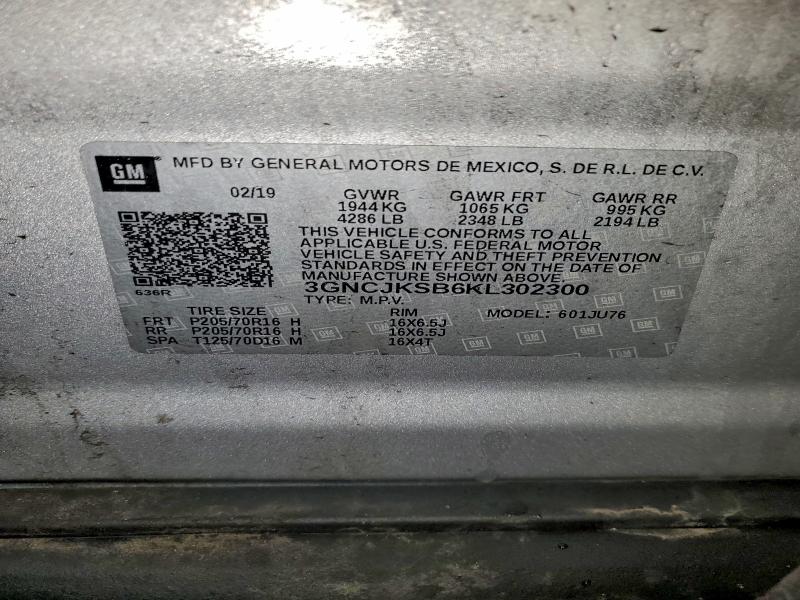 GM MFD BY GENERAL MOTORS DE MEXICO, S. DE R.L. DE C.V.
02/19 GVWR GAWR FRT GAWR RR
1944 KG 1065 KG 995 KG
4286 LB 2348 LB 2194 LB
THIS VEHICLE CONFORMS TO ALL
APPLICABLE U.S. FEDERAL MOTOR
VEHICLE SAFETY AND THEFT PREVENTION
STANDARDS IN EFFECT ON THE DATE OF
MANUFACTURE SHOWN ABOVE
3GNCJKSB6KL302300
636R
TYPE: M.P.V.
TIRE SIZE RIM MODEL: 601JU76
FRT P205/70R16 H 16X6.5J
RR P205/70R16 H 16X6.5J
SPA T125/70D16 M 16X4T